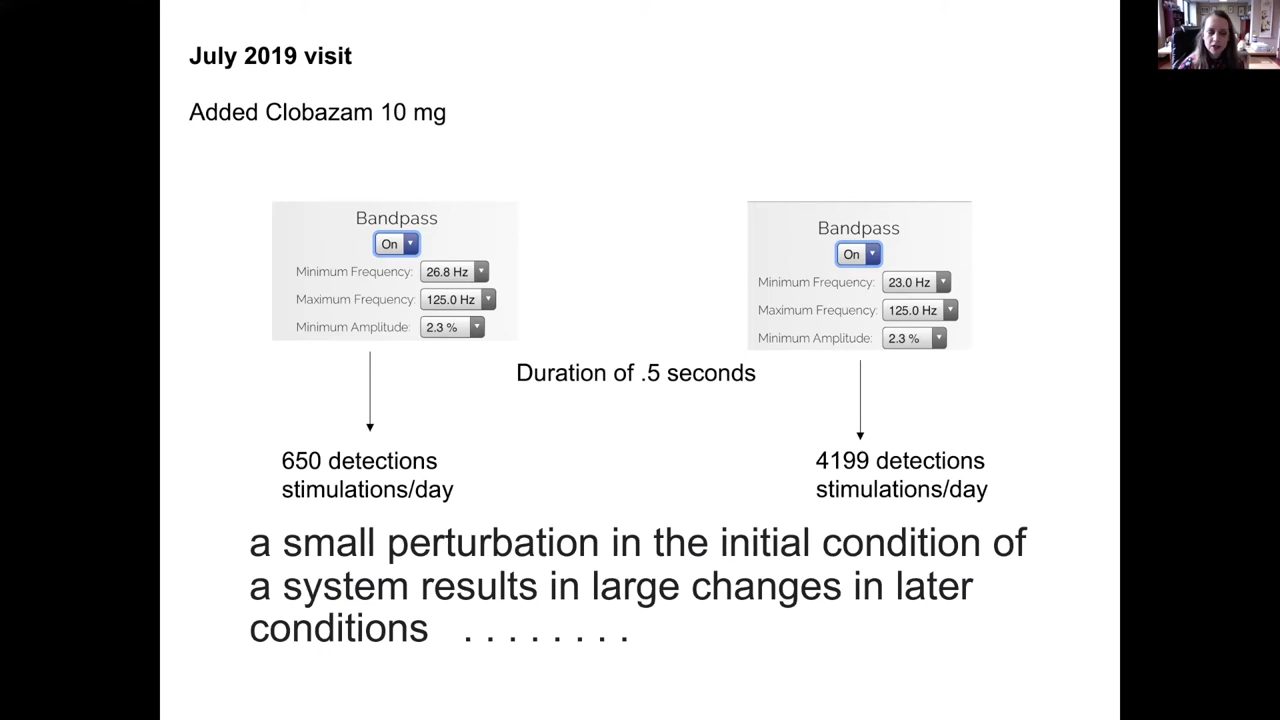 July 2019 visit
Added Clobazam 10 mg
Bandpass
On
Minimum Frequency: 26.8 Hz
Maximum Frequency: 125.0 Hz
Minimum Amplitude: 2.3 %
Bandpass
On
Minimum Frequency: 23.0 Hz
Maximum Frequency: 125.0 Hz
Minimum Amplitude: 2.3 %
Duration of .5 seconds
650 detections
stimulations/day
4199 detections
stimulations/day
a small perturbation in the initial condition of
a system results in large changes in later
conditions . . . . . . . .